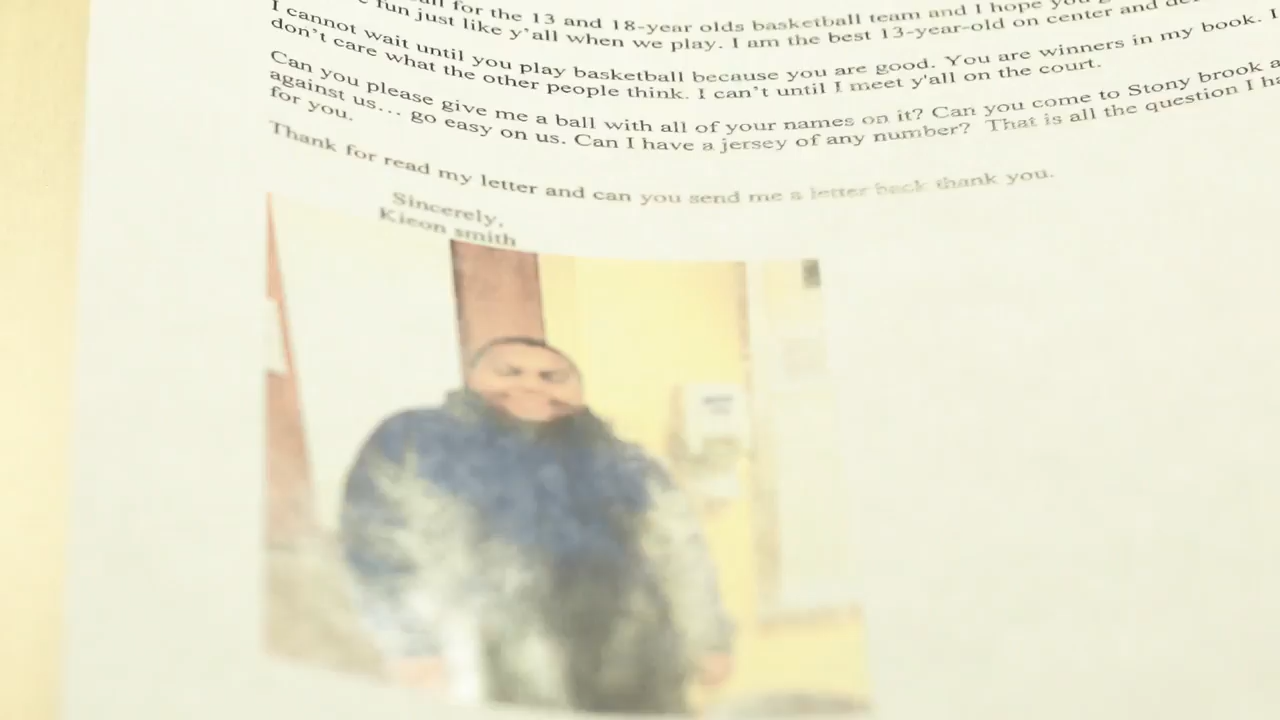 for the 13 and 18-year olds basketball team and I hope you
fun just like y'all when we play. I am the best 13-year-old on center and
I cannot wait until you play basketball because you are good. You are winners in my book. I
don't care what the other people think. I can't until I meet y'all on the court.
Can you please give me a ball with all of your names on it? Can you come to Stony brook
against us... go easy on us. Can I have a jersey of any number? That is all the question I
for you.
Thank for read my letter and can you send me a letter back thank you.
Sincerely,
Kieon smith